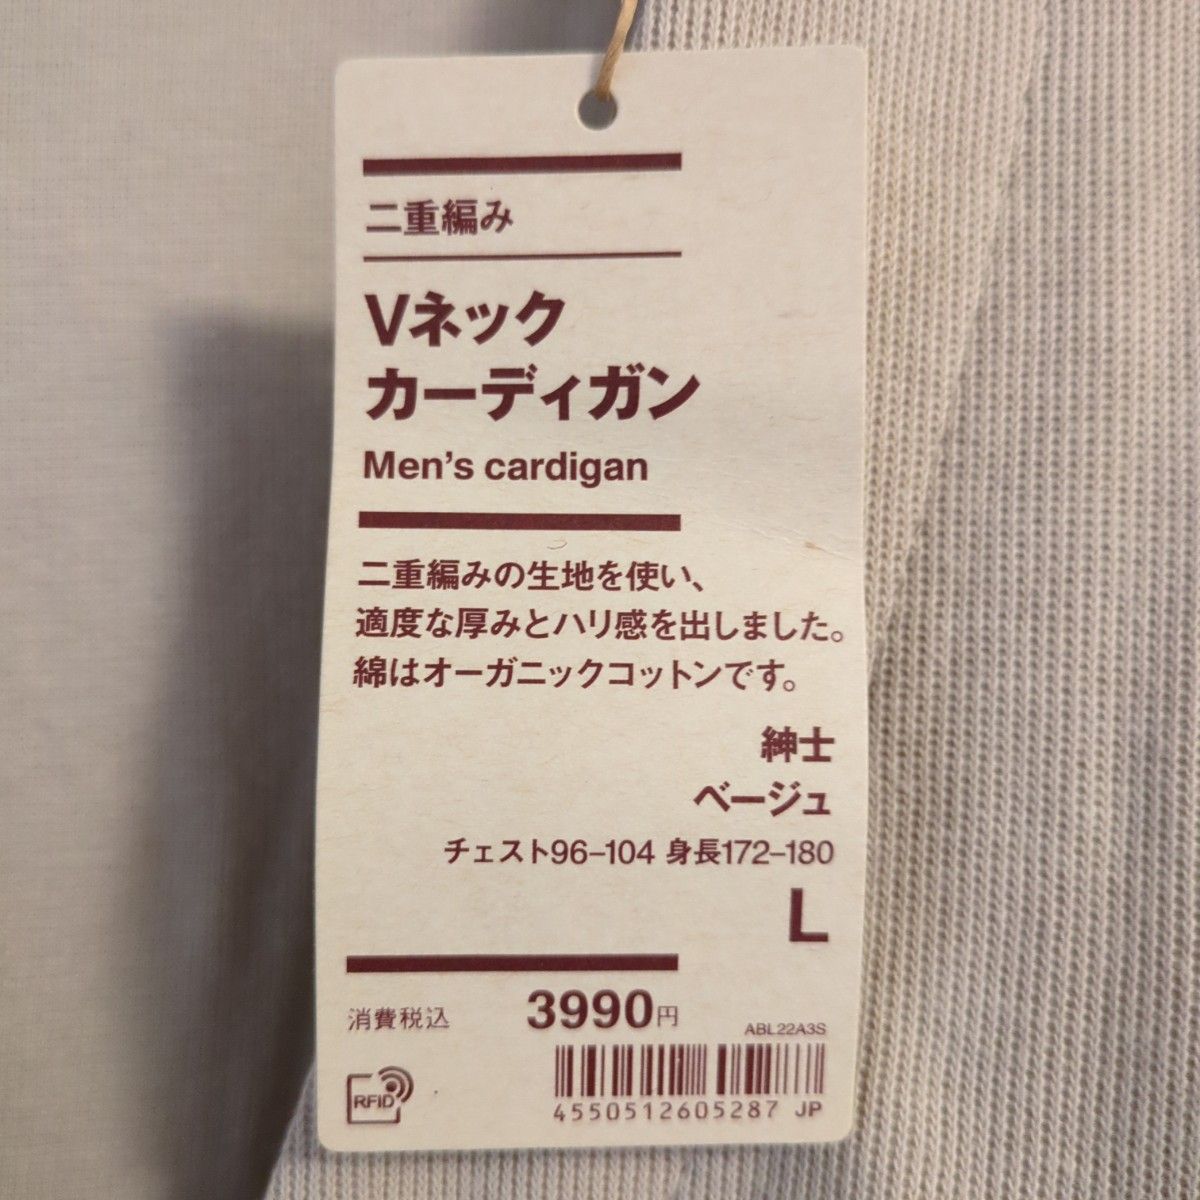 二重編み
Vネック
カーディガン
Men's cardigan
二重編みの生地を使い、
適度な厚みとハリ感を出しました。
綿はオーガニックコットンです。
紳士
ベージュ
チェスト96–104 身長172–180
L
消費税込 3990円
ABL22A3S
RFID
4550512605287 JP